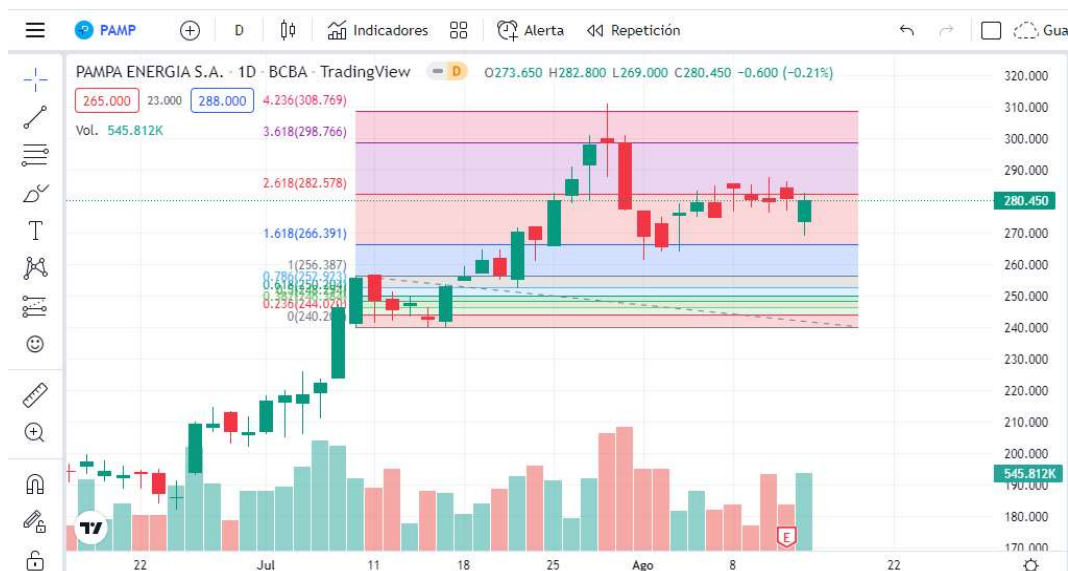 PAMP D Indicadores Alerta Repetición Gua
PAMPA ENERGIA S.A. · 1D · BCBA · TradingView D O273.650 H282.800 L269.000 C280.450 −0.600 (−0.21%)
265.000 23.000 288.000
Vol. 545.812K
4.236(308.769)
3.618(298.766)
2.618(282.578)
1.618(266.391)
1(256.387)
0.786(252.923)
0.236(244.020)
320.000
310.000
300.000
290.000
280.450
270.000
260.000
250.000
240.000
230.000
220.000
210.000
200.000
545.812K
190.000
180.000
170.000
T
E
22 Jul 11 18 25 Ago 8 22